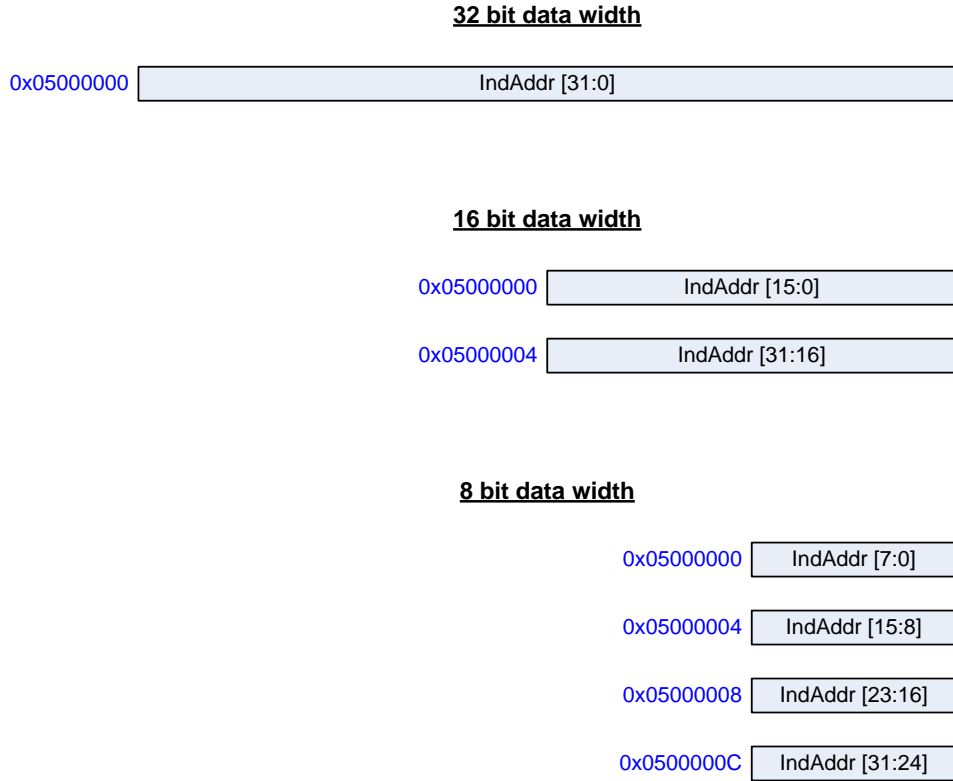 32 bit data width
0x05000000 IndAddr [31:0]
16 bit data width
0x05000000 IndAddr [15:0]
0x05000004 IndAddr [31:16]
8 bit data width
0x05000000 IndAddr [7:0]
0x05000004 IndAddr [15:8]
0x05000008 IndAddr [23:16]
0x0500000C IndAddr [31:24]